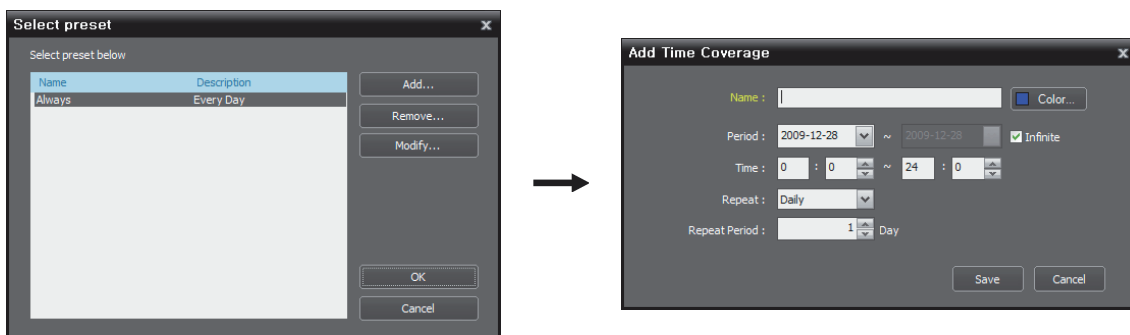 Select preset x
Select preset below
Name Description
Always Every Day
Add...
Remove...
Modify...
OK
Cancel
Add Time Coverage x
Name : Color...
Period : 2009-12-28 ~ 2009-12-28 Infinite
Time : 0 : 0 ~ 24 : 0
Repeat : Daily
Repeat Period : 1 Day
Save Cancel